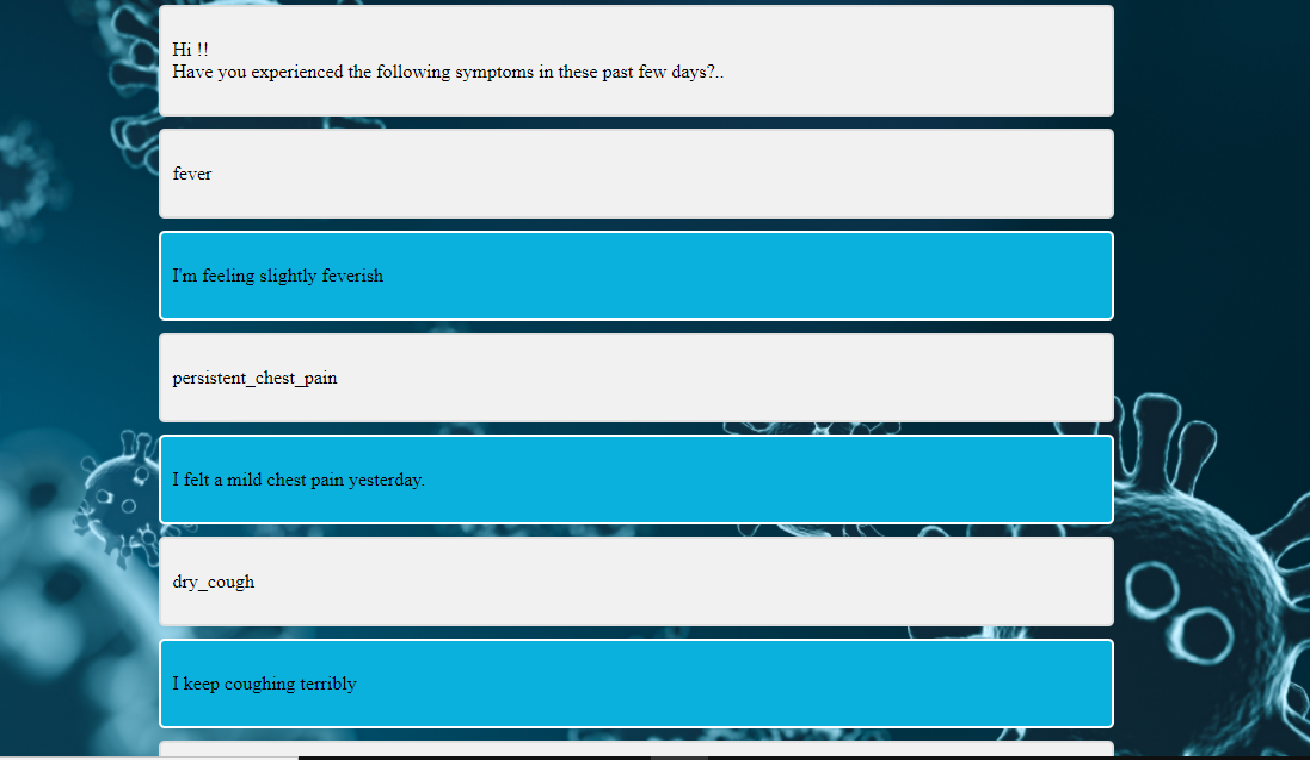 Hi !!
Have you experienced the following symptoms in these past few days?..
fever
I'm feeling slightly feverish
persistent_chest_pain
I felt a mild chest pain yesterday.
dry_cough
I keep coughing terribly